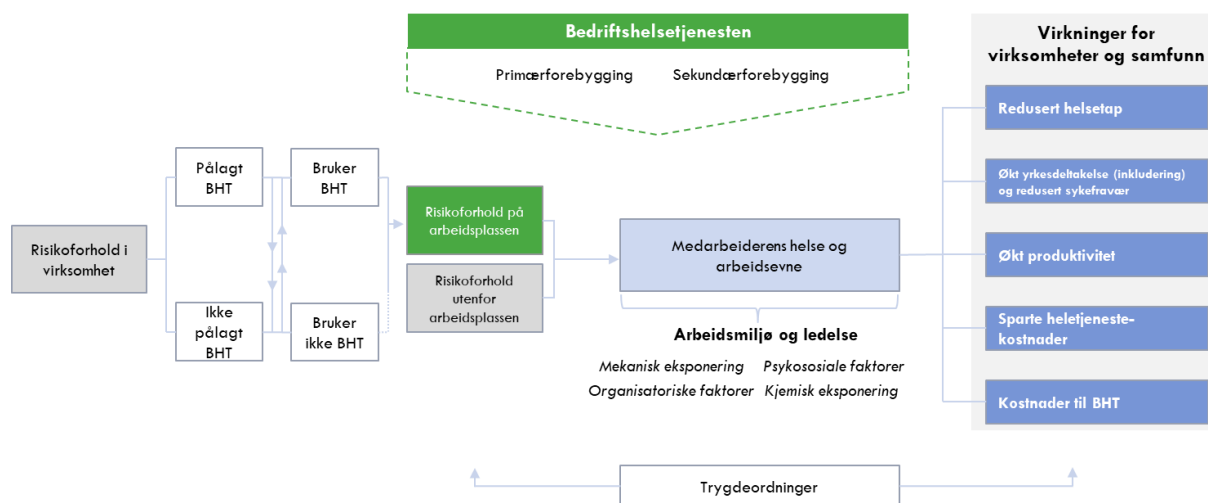 Bedriftshelsetjenesten
Primærforebygging
Sekundærforebygging
Virkninger for
virksomheter og samfunn
Risikoforhold i
virksomhet
Pålagt
BHT
Ikke
pålagt
BHT
Bruker
BHT
Bruker
ikke BHT
Risikoforhold på
arbeidsplassen
Risikoforhold
utenfor
arbeidsplassen
Medarbeiderens helse og
arbeidsevne
Arbeidsmiljø og ledelse
Mekanisk eksponering
Psykososiale faktorer
Organisatoriske faktorer
Kjemisk eksponering
Redusert helsetap
Økt yrkesdeltakelse (inkludering)
og redusert sykefravær
Økt produktivitet
Sparte heletjeneste-
kostnader
Kostnader til BHT
Trygdeordninger